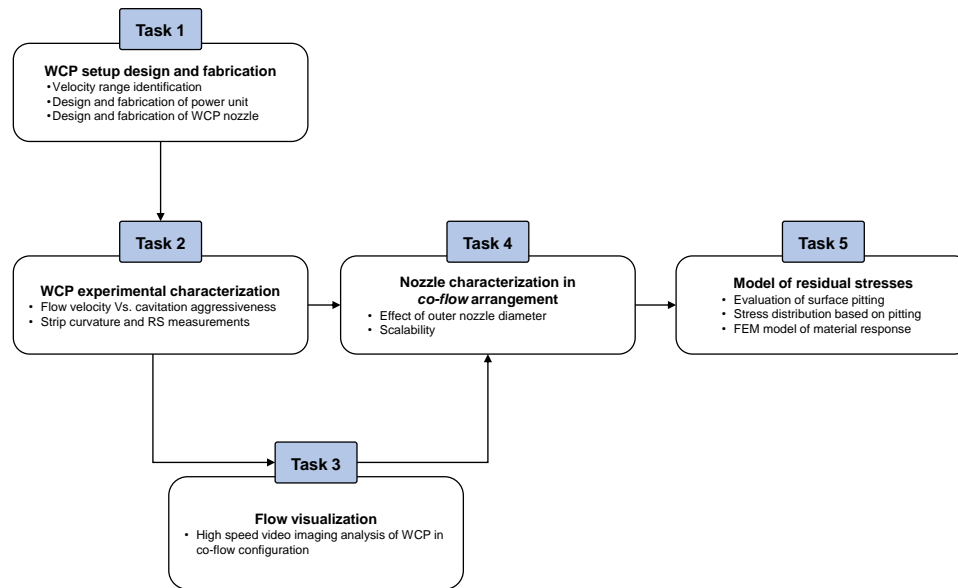 Task 1
WCP setup design and fabrication
•Velocity range identification
•Design and fabrication of power unit
•Design and fabrication of WCP nozzle
Task 2
WCP experimental characterization
• Flow velocity Vs. cavitation aggressiveness
• Strip curvature and RS measurements
Task 4
Nozzle characterization in
co-flow arrangement
• Effect of outer nozzle diameter
• Scalability
Task 5
Model of residual stresses
• Evaluation of surface pitting
• Stress distribution based on pitting
• FEM model of material response
Task 3
Flow visualization
• High speed video imaging analysis of WCP in
co-flow configuration